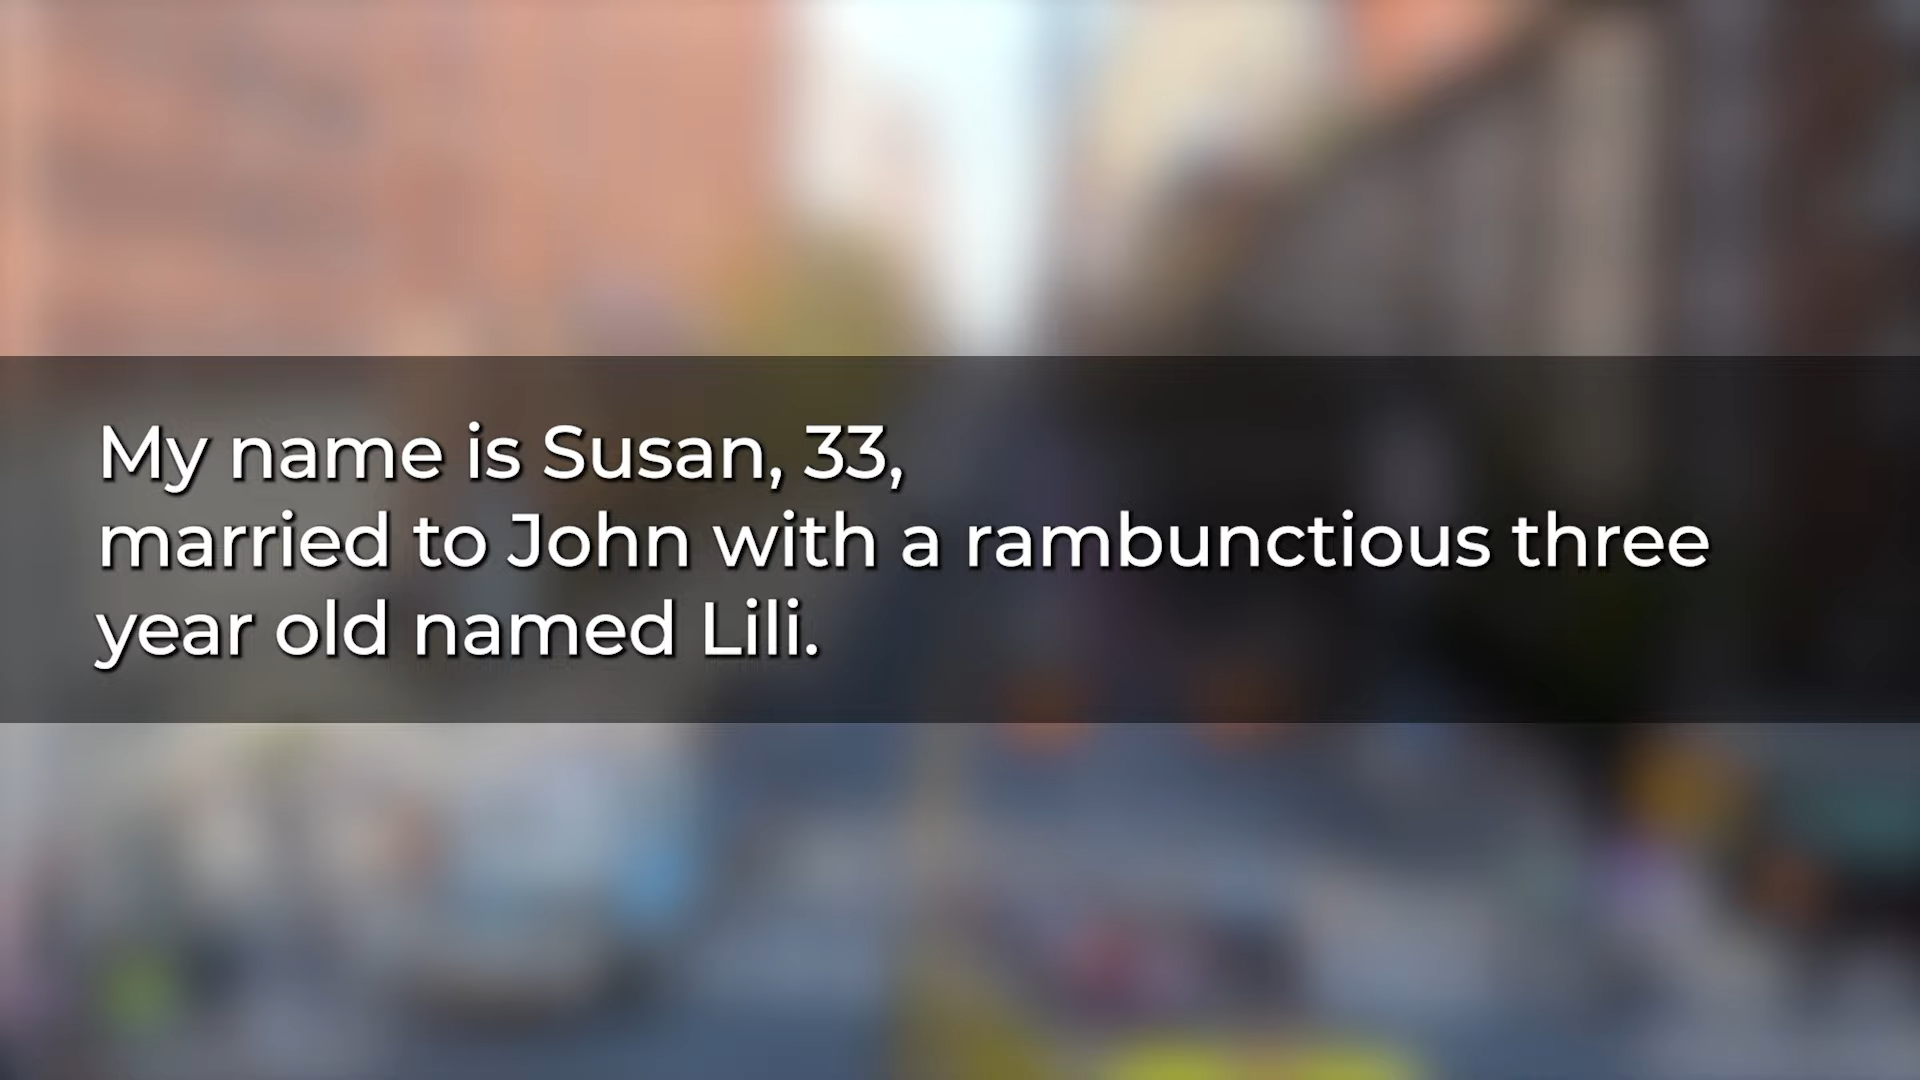 My name is Susan, 33,
married to John with a rambunctious three
year old named Lili.